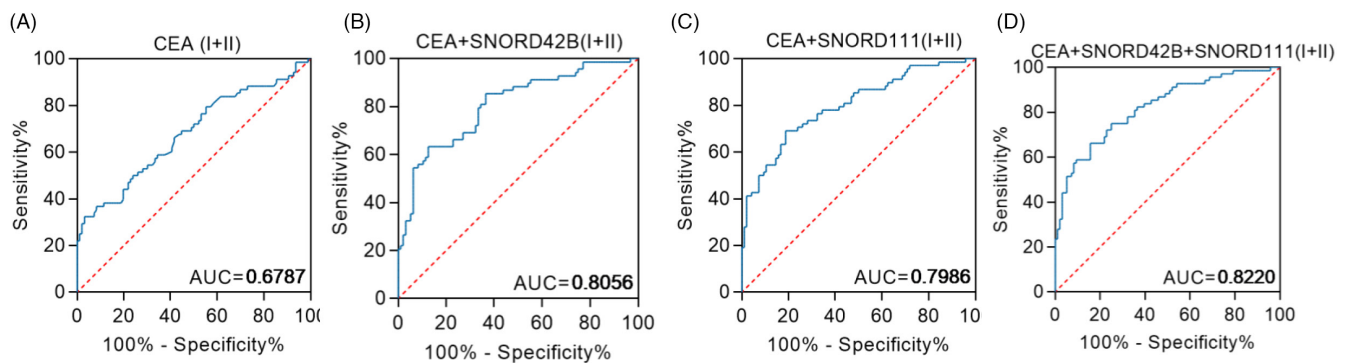 (A)
CEA (I+II)
100
80
60
40
20
0
Sensitivity%
AUC=0.6787
0 20 40 60 80 100
100% - Specificity%
(B)
CEA+SNORD42B(I+II)
100
80
60
40
20
0
Sensitivity%
AUC=0.8056
0 20 40 60 80 100
100% - Specificity%
(C)
CEA+SNORD111(I+II)
100
80
60
40
20
0
Sensitivity%
AUC=0.7986
0 20 40 60 80 10
100% - Specificity%
(D)
CEA+SNORD42B+SNORD111(I+II)
100
80
60
40
20
0
Sensitivity%
AUC=0.8220
0 20 40 60 80 100
100% - Specificity%